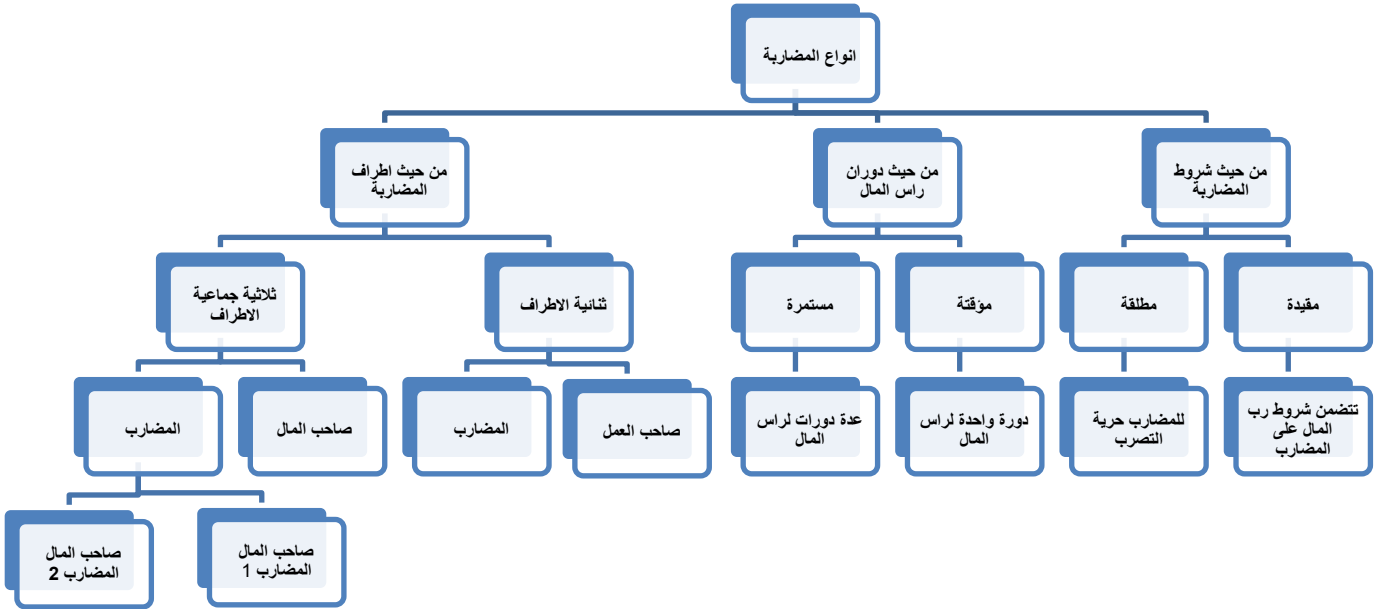 انواع المضاربة
من حيث شروط
المضاربة
من حيث دوران
راس المال
من حيث اطراف
المضاربة
مقيدة
مطلقة
مؤقتة
مستمرة
ثنائية الاطراف
ثلاثية جماعية
الاطراف
تتضمن شروط رب
المال على
المضارب
للمضارب حرية
التصرب
دورة واحدة لراس
المال
عدة دورات لراس
المال
صاحب العمل
المضارب
صاحب المال
المضارب
صاحب المال
المضارب 1
صاحب المال
المضارب 2